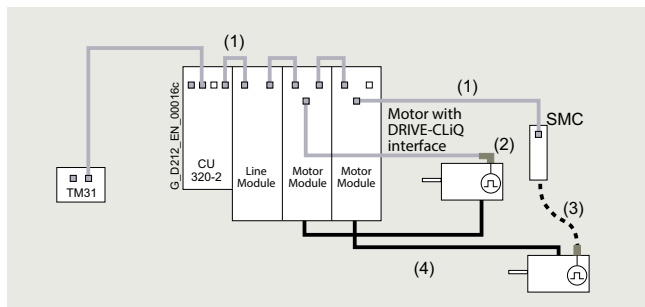 (1)
(1)
G_D212_EN_00016c
Motor with
DRIVE-CLiQ
interface
SMC
(2)
CU
320-2
Line
Module
Motor
Module
Motor
Module
TM31
(3)
(4)